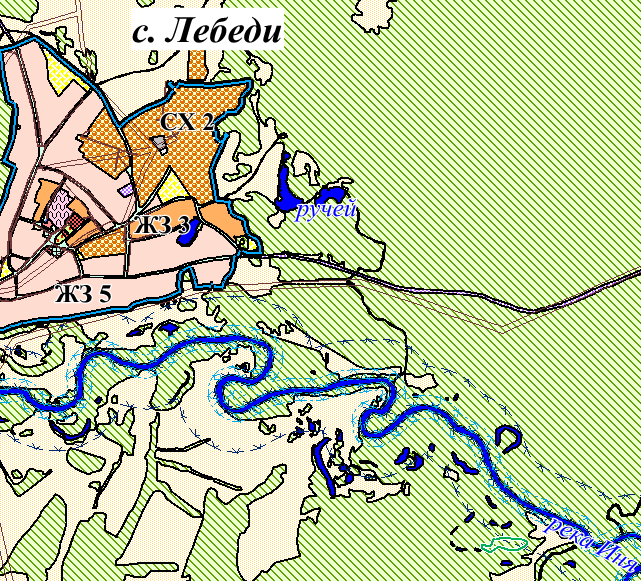 с. Лебеди
СХ 2
ручей
ЖЗ 3
ЖЗ 5
река Иня